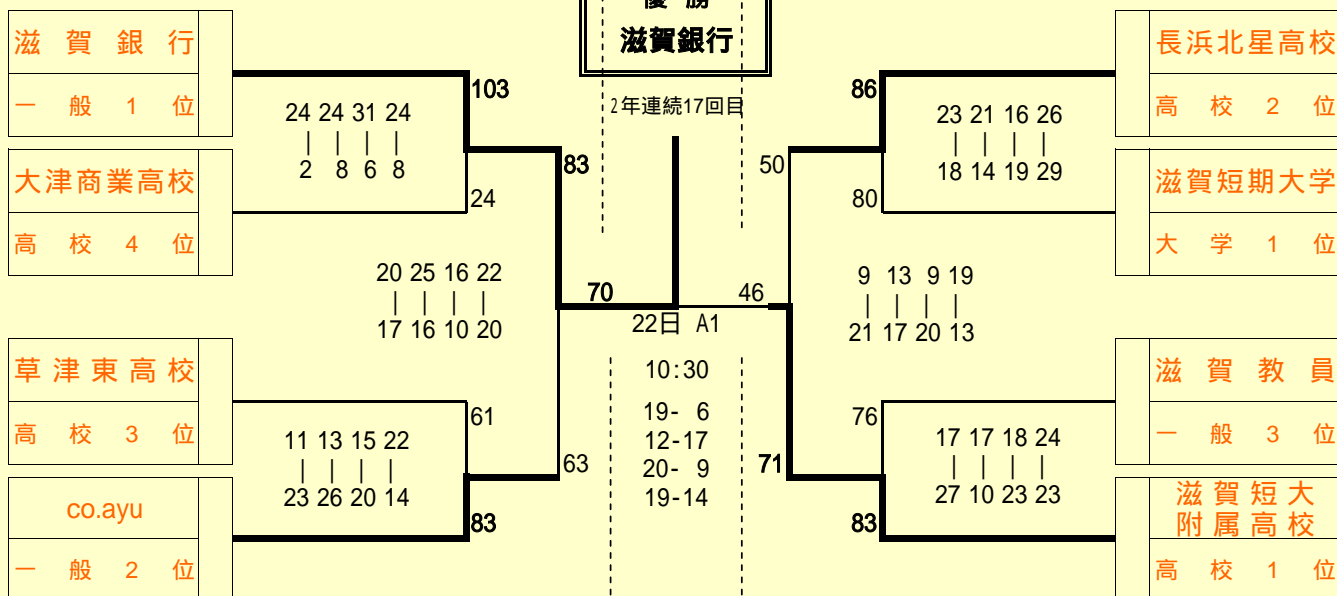 優 勝
滋賀銀行
2年連続17回目
滋賀銀行
一般1位
103
24 24 31 24
| | | |
2 8 6 8
大津商業高校
高校4位
24
83
20 25 16 22
| | | |
17 16 10 20
草津東高校
高校3位
61
11 13 15 22
| | | |
23 26 20 14
co.ayu
一般2位
83
63
70
46
22日 A1
10:30
19- 6
12-17
20- 9
19-14
長浜北星高校
高校2位
86
23 21 16 26
| | | |
18 14 19 29
滋賀短期大学
大学1位
80
50
9 13 9 19
| | | |
21 17 20 13
滋賀教員
一般3位
76
17 17 18 24
| | | |
27 10 23 23
滋賀短大
附属高校
高校1位
83
71